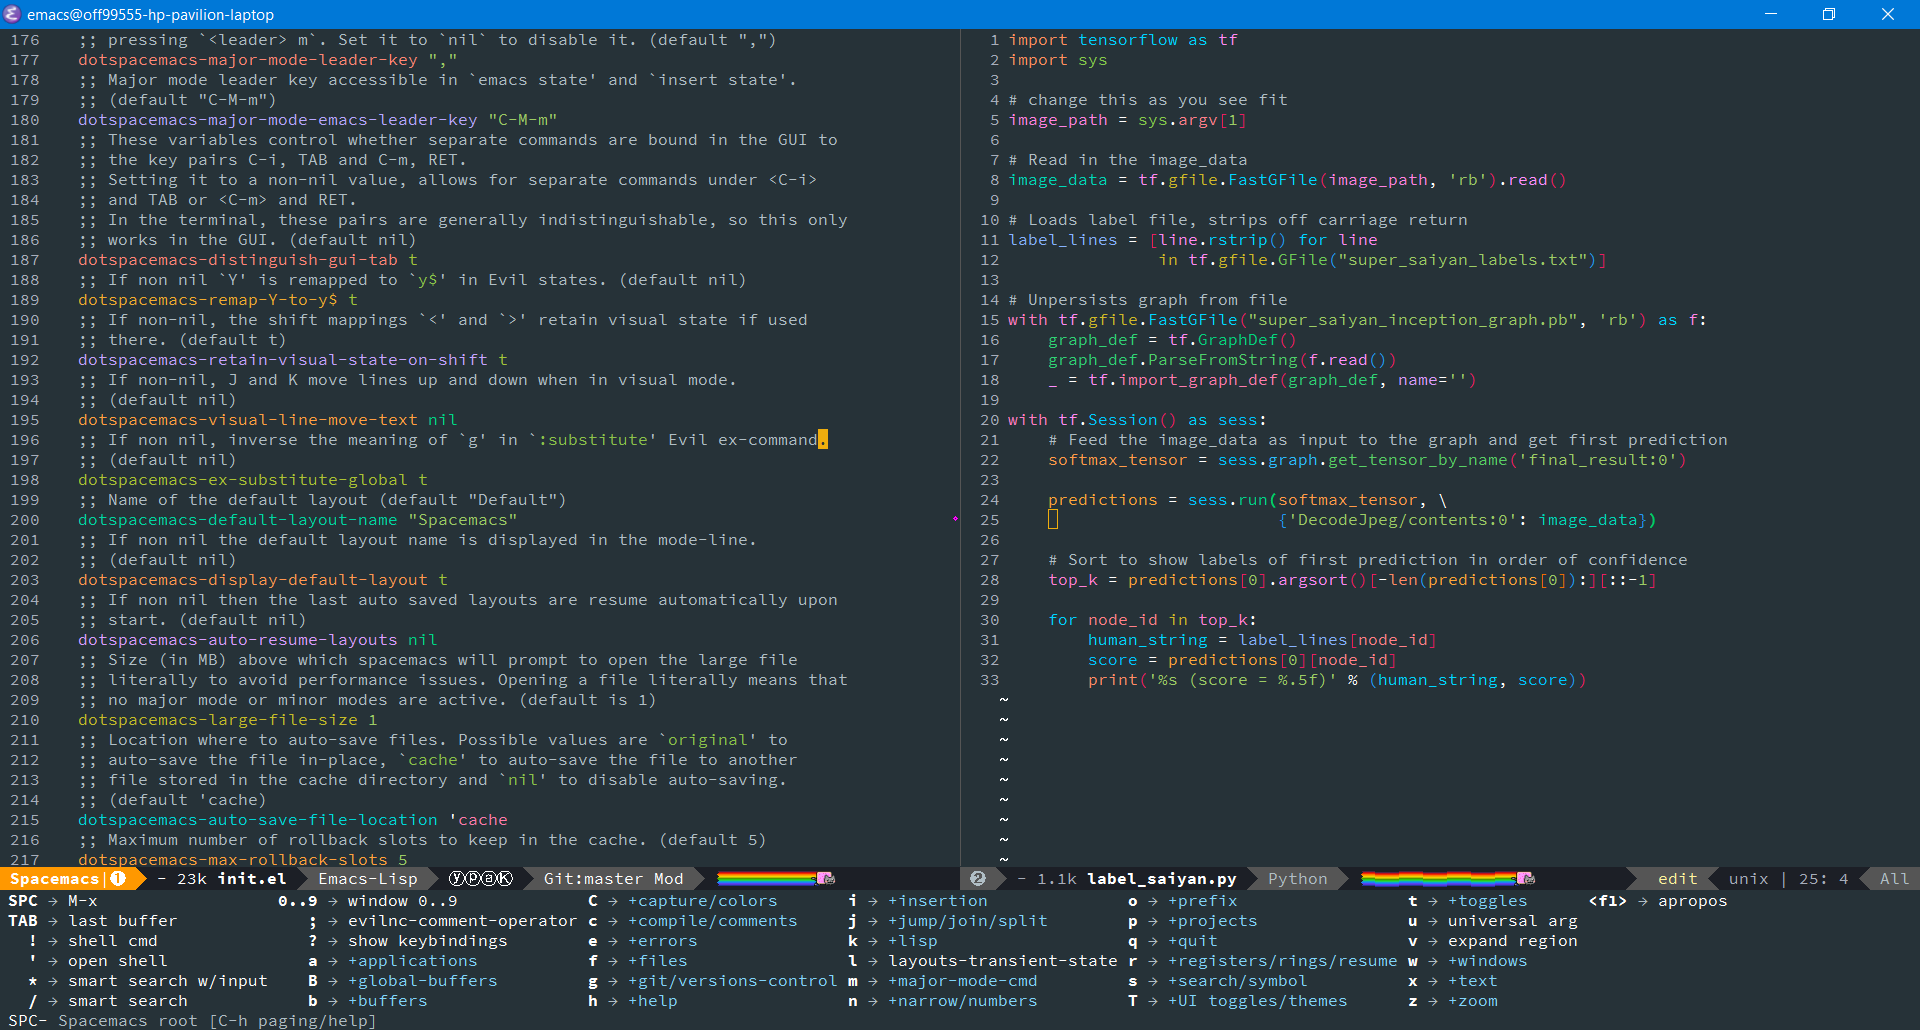 emacs@off99555-hp-pavilion-laptop
176 ;; pressing `<leader> m`. Set it to `nil` to disable it. (default ",")
177 dotspacemacs-major-mode-leader-key ","
178 ;; Major mode leader key accessible in `emacs state' and `insert state'.
179 ;; (default "C-M-m")
180 dotspacemacs-major-mode-emacs-leader-key "C-M-m"
181 ;; These variables control whether separate commands are bound in the GUI to
182 ;; the key pairs C-i, TAB and C-m, RET.
183 ;; Setting it to a non-nil value, allows for separate commands under <C-i>
184 ;; and TAB or <C-m> and RET.
185 ;; In the terminal, these pairs are generally indistinguishable, so this only
186 ;; works in the GUI. (default nil)
187 dotspacemacs-distinguish-gui-tab t
188 ;; If non nil `Y' is remapped to `y$' in Evil states. (default nil)
189 dotspacemacs-remap-Y-to-y$ t
190 ;; If non-nil, the shift mappings `<' and `>' retain visual state if used
191 ;; there. (default t)
192 dotspacemacs-retain-visual-state-on-shift t
193 ;; If non-nil, J and K move lines up and down when in visual mode.
194 ;; (default nil)
195 dotspacemacs-visual-line-move-text nil
196 ;; If non nil, inverse the meaning of `g' in `:substitute' Evil ex-command.
197 ;; (default nil)
198 dotspacemacs-ex-substitute-global t
199 ;; Name of the default layout (default "Default")
200 dotspacemacs-default-layout-name "Spacemacs"
201 ;; If non nil the default layout name is displayed in the mode-line.
202 ;; (default nil)
203 dotspacemacs-display-default-layout t
204 ;; If non nil then the last auto saved layouts are resume automatically upon
205 ;; start. (default nil)
206 dotspacemacs-auto-resume-layouts nil
207 ;; Size (in MB) above which spacemacs will prompt to open the large file
208 ;; literally to avoid performance issues. Opening a file literally means that
209 ;; no major mode or minor modes are active. (default is 1)
210 dotspacemacs-large-file-size 1
211 ;; Location where to auto-save files. Possible values are `original' to
212 ;; auto-save the file in-place, `cache' to auto-save the file to another
213 ;; file stored in the cache directory and `nil' to disable auto-saving.
214 ;; (default 'cache)
215 dotspacemacs-auto-save-file-location 'cache
216 ;; Maximum number of rollback slots to keep in the cache. (default 5)
217 dotspacemacs-max-rollback-slots 5
Spacemacs|❶ - 23k init.el Emacs-Lisp ⓨⓟⓐⓀ Git:master Mod
1 import tensorflow as tf
2 import sys
3
4 # change this as you see fit
5 image_path = sys.argv[1]
6
7 # Read in the image_data
8 image_data = tf.gfile.FastGFile(image_path, 'rb').read()
9
10 # Loads label file, strips off carriage return
11 label_lines = [line.rstrip() for line
12 in tf.gfile.GFile("super_saiyan_labels.txt")]
13
14 # Unpersists graph from file
15 with tf.gfile.FastGFile("super_saiyan_inception_graph.pb", 'rb') as f:
16 graph_def = tf.GraphDef()
17 graph_def.ParseFromString(f.read())
18 _ = tf.import_graph_def(graph_def, name='')
19
20 with tf.Session() as sess:
21 # Feed the image_data as input to the graph and get first prediction
22 softmax_tensor = sess.graph.get_tensor_by_name('final_result:0')
23
24 predictions = sess.run(softmax_tensor, \
25 {'DecodeJpeg/contents:0': image_data})
26
27 # Sort to show labels of first prediction in order of confidence
28 top_k = predictions[0].argsort()[-len(predictions[0]):][::-1]
29
30 for node_id in top_k:
31 human_string = label_lines[node_id]
32 score = predictions[0][node_id]
33 print('%s (score = %.5f)' % (human_string, score))
~
~
~
~
~
~
~
~
~
❷ - 1.1k label_saiyan.py Python edit unix | 25: 4 All
SPC → M-x 0..9 → window 0..9 C → +capture/colors i → +insertion o → +prefix t → +toggles <f1> → apropos
TAB → last buffer ; → evilnc-comment-operator c → +compile/comments j → +jump/join/split p → +projects u → universal arg
! → shell cmd ? → show keybindings e → +errors k → +lisp q → +quit v → expand region
' → open shell a → +applications f → +files l → layouts-transient-state r → +registers/rings/resume w → +windows
* → smart search w/input B → +global-buffers g → +git/versions-control m → +major-mode-cmd s → +search/symbol x → +text
/ → smart search b → +buffers h → +help n → +narrow/numbers T → +UI toggles/themes z → +zoom
SPC- Spacemacs root [C-h paging/help]